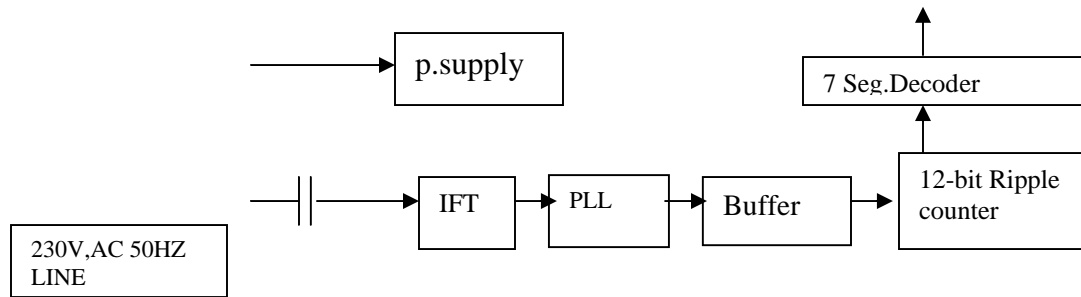 p.supply
7 Seg.Decoder
IFT
PLL
Buffer
12-bit Ripple
counter
230V,AC 50HZ
LINE